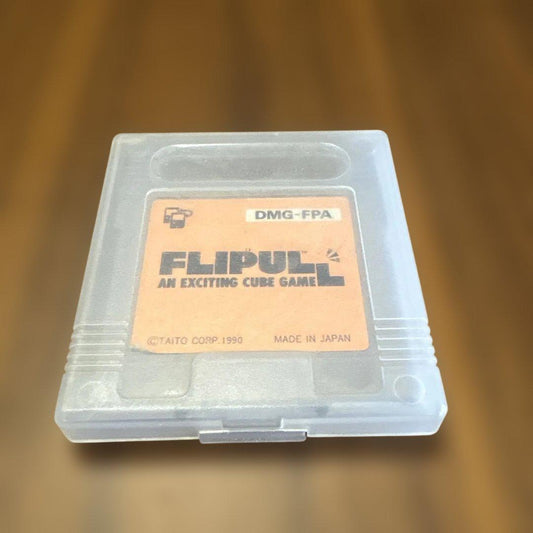 DMG-FPA
FLIPULL
AN EXCITING CUBE GAME
©TAITO CORP. 1990 MADE IN JAPAN